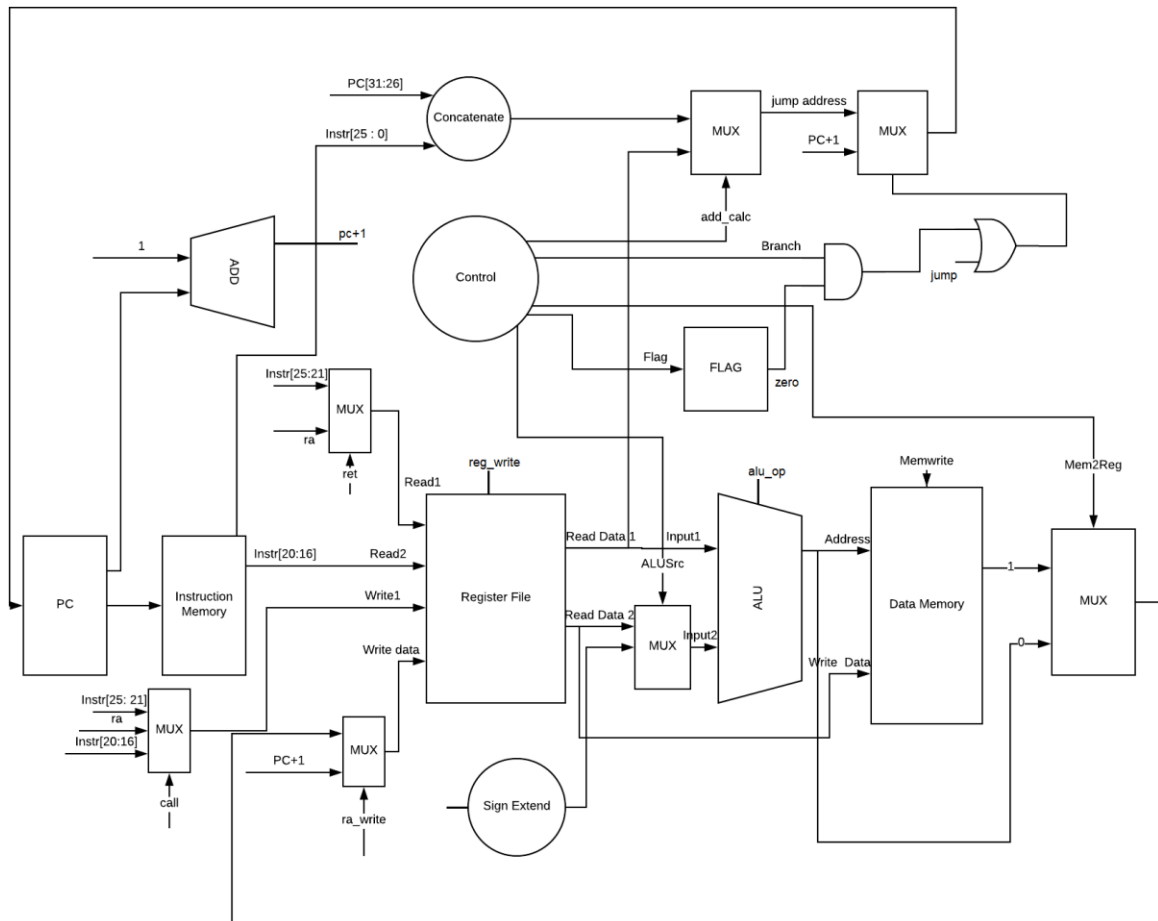 PC[31:26]
Concatenate
Instr[25 : 0]
MUX
jump address
MUX
PC+1
add_calc
pc+1
1
ADD
Control
Branch
jump
Flag
FLAG
zero
Instr[25:21]
MUX
ra
ret
reg_write
alu_op
Memwrite
Mem2Reg
Read1
Instr[20:16]
Read2
Read Data 1
Input1
Address
ALUSrc
PC
Instruction
Memory
Write1
Register File
ALU
Data Memory
1
MUX
Read Data 2
MUX
Input2
0
Write data
Write Data
Instr[25: 21]
ra
MUX
Instr[20:16]
MUX
PC+1
call
ra_write
Sign Extend